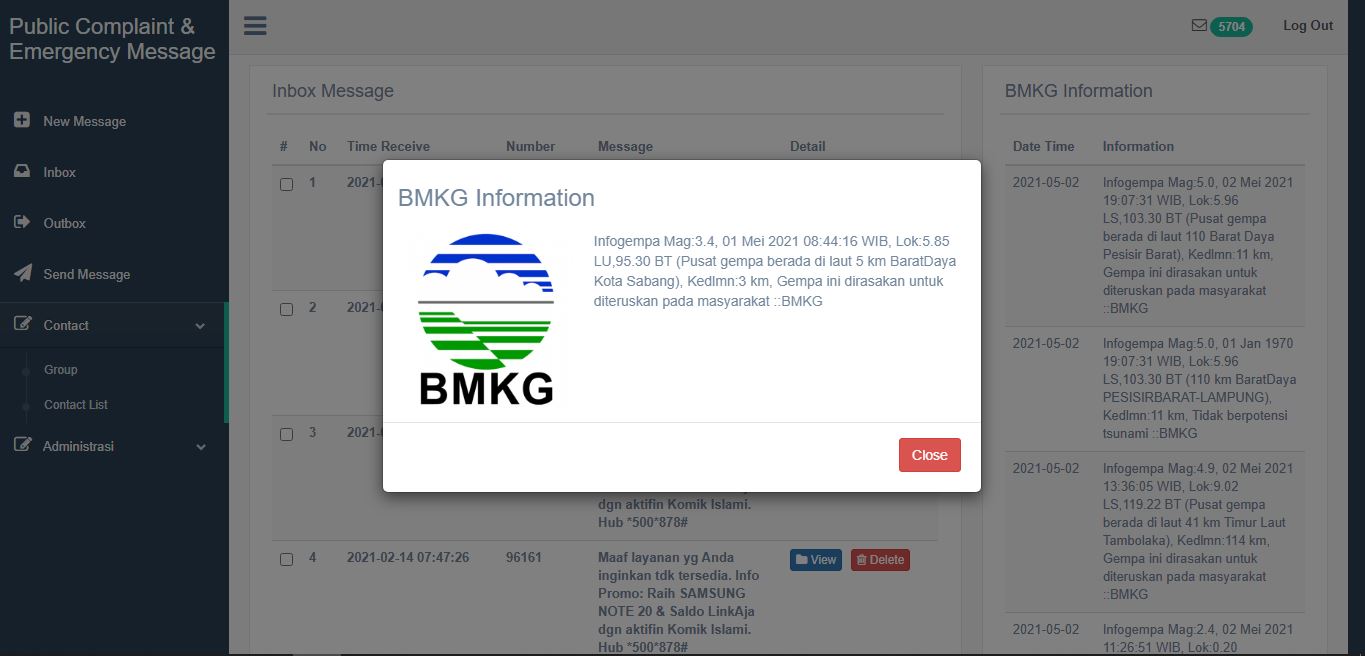 Public Complaint &
Emergency Message
New Message
Inbox
Outbox
Send Message
Contact
Group
Contact List
Administrasi
5704
Log Out
Inbox Message
# No Time Receive Number Message Detail
1 2021-
2 2021-
3 2021-
dgn aktifin Komik Islami.
Hub *500*878#
4 2021-02-14 07:47:26 96161 Maaf layanan yg Anda View Delete
inginkan tdk tersedia. Info
Promo: Raih SAMSUNG
NOTE 20 & Saldo LinkAja
dgn aktifin Komik Islami.
Hub *500*878#
BMKG Information
BMKG
Infogempa Mag:3.4, 01 Mei 2021 08:44:16 WIB, Lok:5.85
LU,95.30 BT (Pusat gempa berada di laut 5 km BaratDaya
Kota Sabang), Kedlmn:3 km, Gempa ini dirasakan untuk
diteruskan pada masyarakat ::BMKG
Close
BMKG Information
Date Time Information
2021-05-02 Infogempa Mag:5.0, 02 Mei 2021
19:07:31 WIB, Lok:5.96
LS,103.30 BT (Pusat gempa
berada di laut 110 Barat Daya
Pesisir Barat), Kedlmn:11 km,
Gempa ini dirasakan untuk
diteruskan pada masyarakat
::BMKG
2021-05-02 Infogempa Mag:5.0, 01 Jan 1970
19:07:31 WIB, Lok:5.96
LS,103.30 BT (110 km BaratDaya
PESISIRBARAT-LAMPUNG),
Kedlmn:11 km, Tidak berpotensi
tsunami ::BMKG
2021-05-02 Infogempa Mag:4.9, 02 Mei 2021
13:36:05 WIB, Lok:9.02
LS,119.22 BT (Pusat gempa
berada di laut 41 km Timur Laut
Tambolaka), Kedlmn:114 km,
Gempa ini dirasakan untuk
diteruskan pada masyarakat
::BMKG
2021-05-02 Infogempa Mag:2.4, 02 Mei 2021
11:26:51 WIB, Lok:0.20